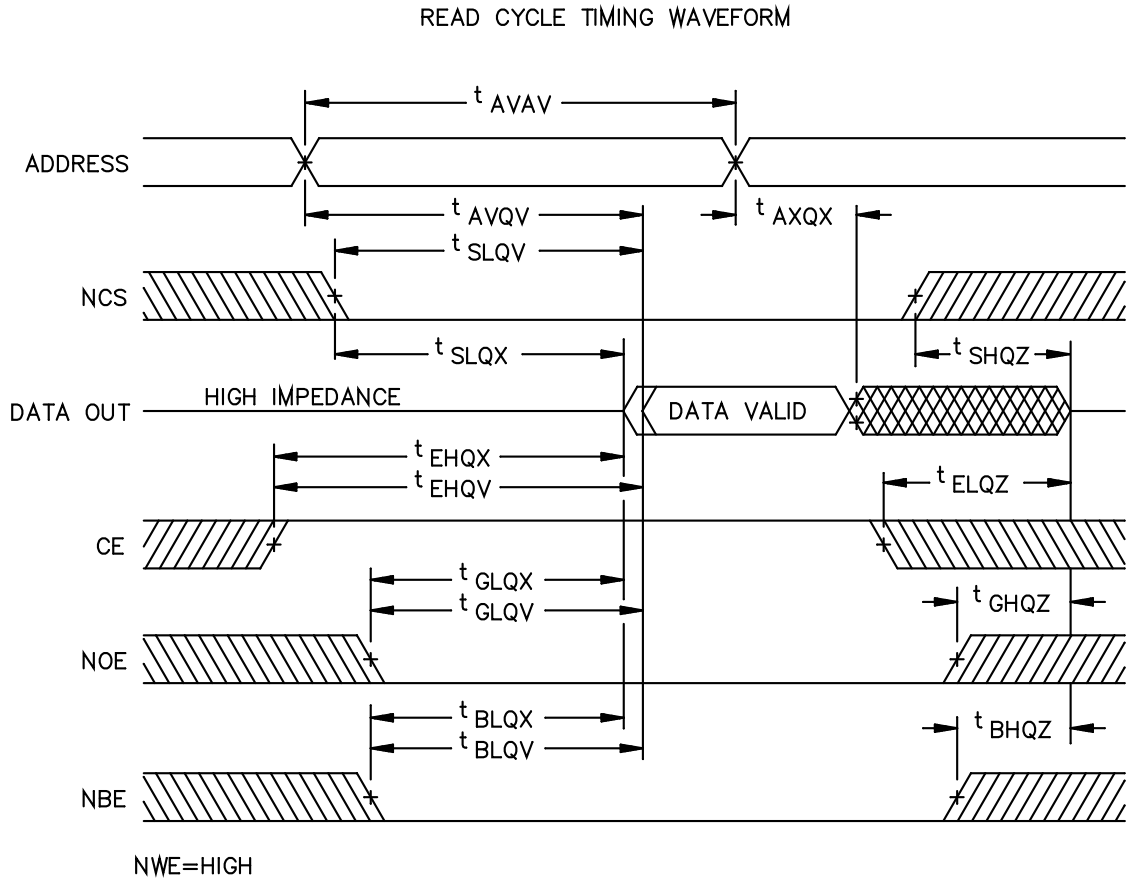 READ CYCLE TIMING WAVEFORM
t AVAV
ADDRESS
t AVQV
t AXQX
t SLQV
NCS
t SLQX
t SHQZ
HIGH IMPEDANCE
DATA OUT
DATA VALID
t EHQX
t EHQV
t ELQZ
CE
t GLQX
t GLQV
t GHQZ
NOE
t BLQX
t BLQV
t BHQZ
NBE
NWE=HIGH